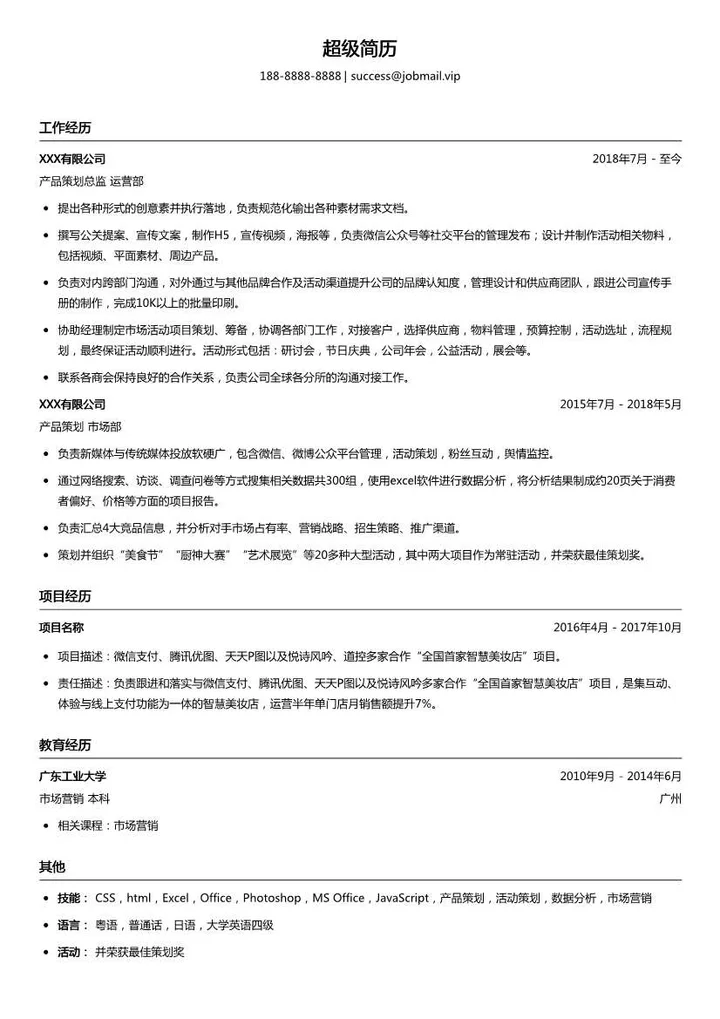 超级简历
188-8888-8888 | success@jobmail.vip
工作经历
XXX有限公司 2018年7月 - 至今
产品策划总监 运营部
• 提出各种形式的创意素并执行落地，负责规范化输出各种素材需求文档。
• 撰写公关提案、宣传文案，制作H5，宣传视频，海报等，负责微信公众号等社交平台的管理发布；设计并制作活动相关物料，
包括视频、平面素材、周边产品。
• 负责对内跨部门沟通，对外通过与其他品牌合作及活动渠道提升公司的品牌认知度，管理设计和供应商团队，跟进公司宣传手
册的制作，完成10K以上的批量印刷。
• 协助经理制定市场活动项目策划、筹备，协调各部门工作，对接客户，选择供应商，物料管理，预算控制，活动选址，流程规
划，最终保证活动顺利进行。活动形式包括：研讨会，节日庆典，公司年会，公益活动，展会等。
• 联系各商会保持良好的合作关系，负责公司全球各分所的沟通对接工作。
XXX有限公司 2015年7月 - 2018年5月
产品策划 市场部
• 负责新媒体与传统媒体投放软硬广，包含微信、微博公众平台管理，活动策划，粉丝互动，舆情监控。
• 通过网络搜索、访谈、调查问卷等方式搜集相关数据共300组，使用excel软件进行数据分析，将分析结果制成约20页关于消费
者偏好、价格等方面的项目报告。
• 负责汇总4大竞品信息，并分析对手市场占有率、营销战略、招生策略、推广渠道。
• 策划并组织“美食节”“厨神大赛”“艺术展览”等20多种大型活动，其中两大项目作为常驻活动，并荣获最佳策划奖。
项目经历
项目名称 2016年4月 - 2017年10月
• 项目描述：微信支付、腾讯优图、天天P图以及悦诗风吟、道控多家合作“全国首家智慧美妆店”项目。
• 责任描述：负责跟进和落实与微信支付、腾讯优图、天天P图以及悦诗风吟多家合作“全国首家智慧美妆店”项目，是集互动、
体验与线上支付功能为一体的智慧美妆店，运营半年单门店月销售额提升7%。
教育经历
广东工业大学 2010年9月 - 2014年6月
市场营销 本科 广州
• 相关课程：市场营销
其他
• 技能： CSS，html，Excel，Office，Photoshop，MS Office，JavaScript，产品策划，活动策划，数据分析，市场营销
• 语言： 粤语，普通话，日语，大学英语四级
• 活动： 并荣获最佳策划奖